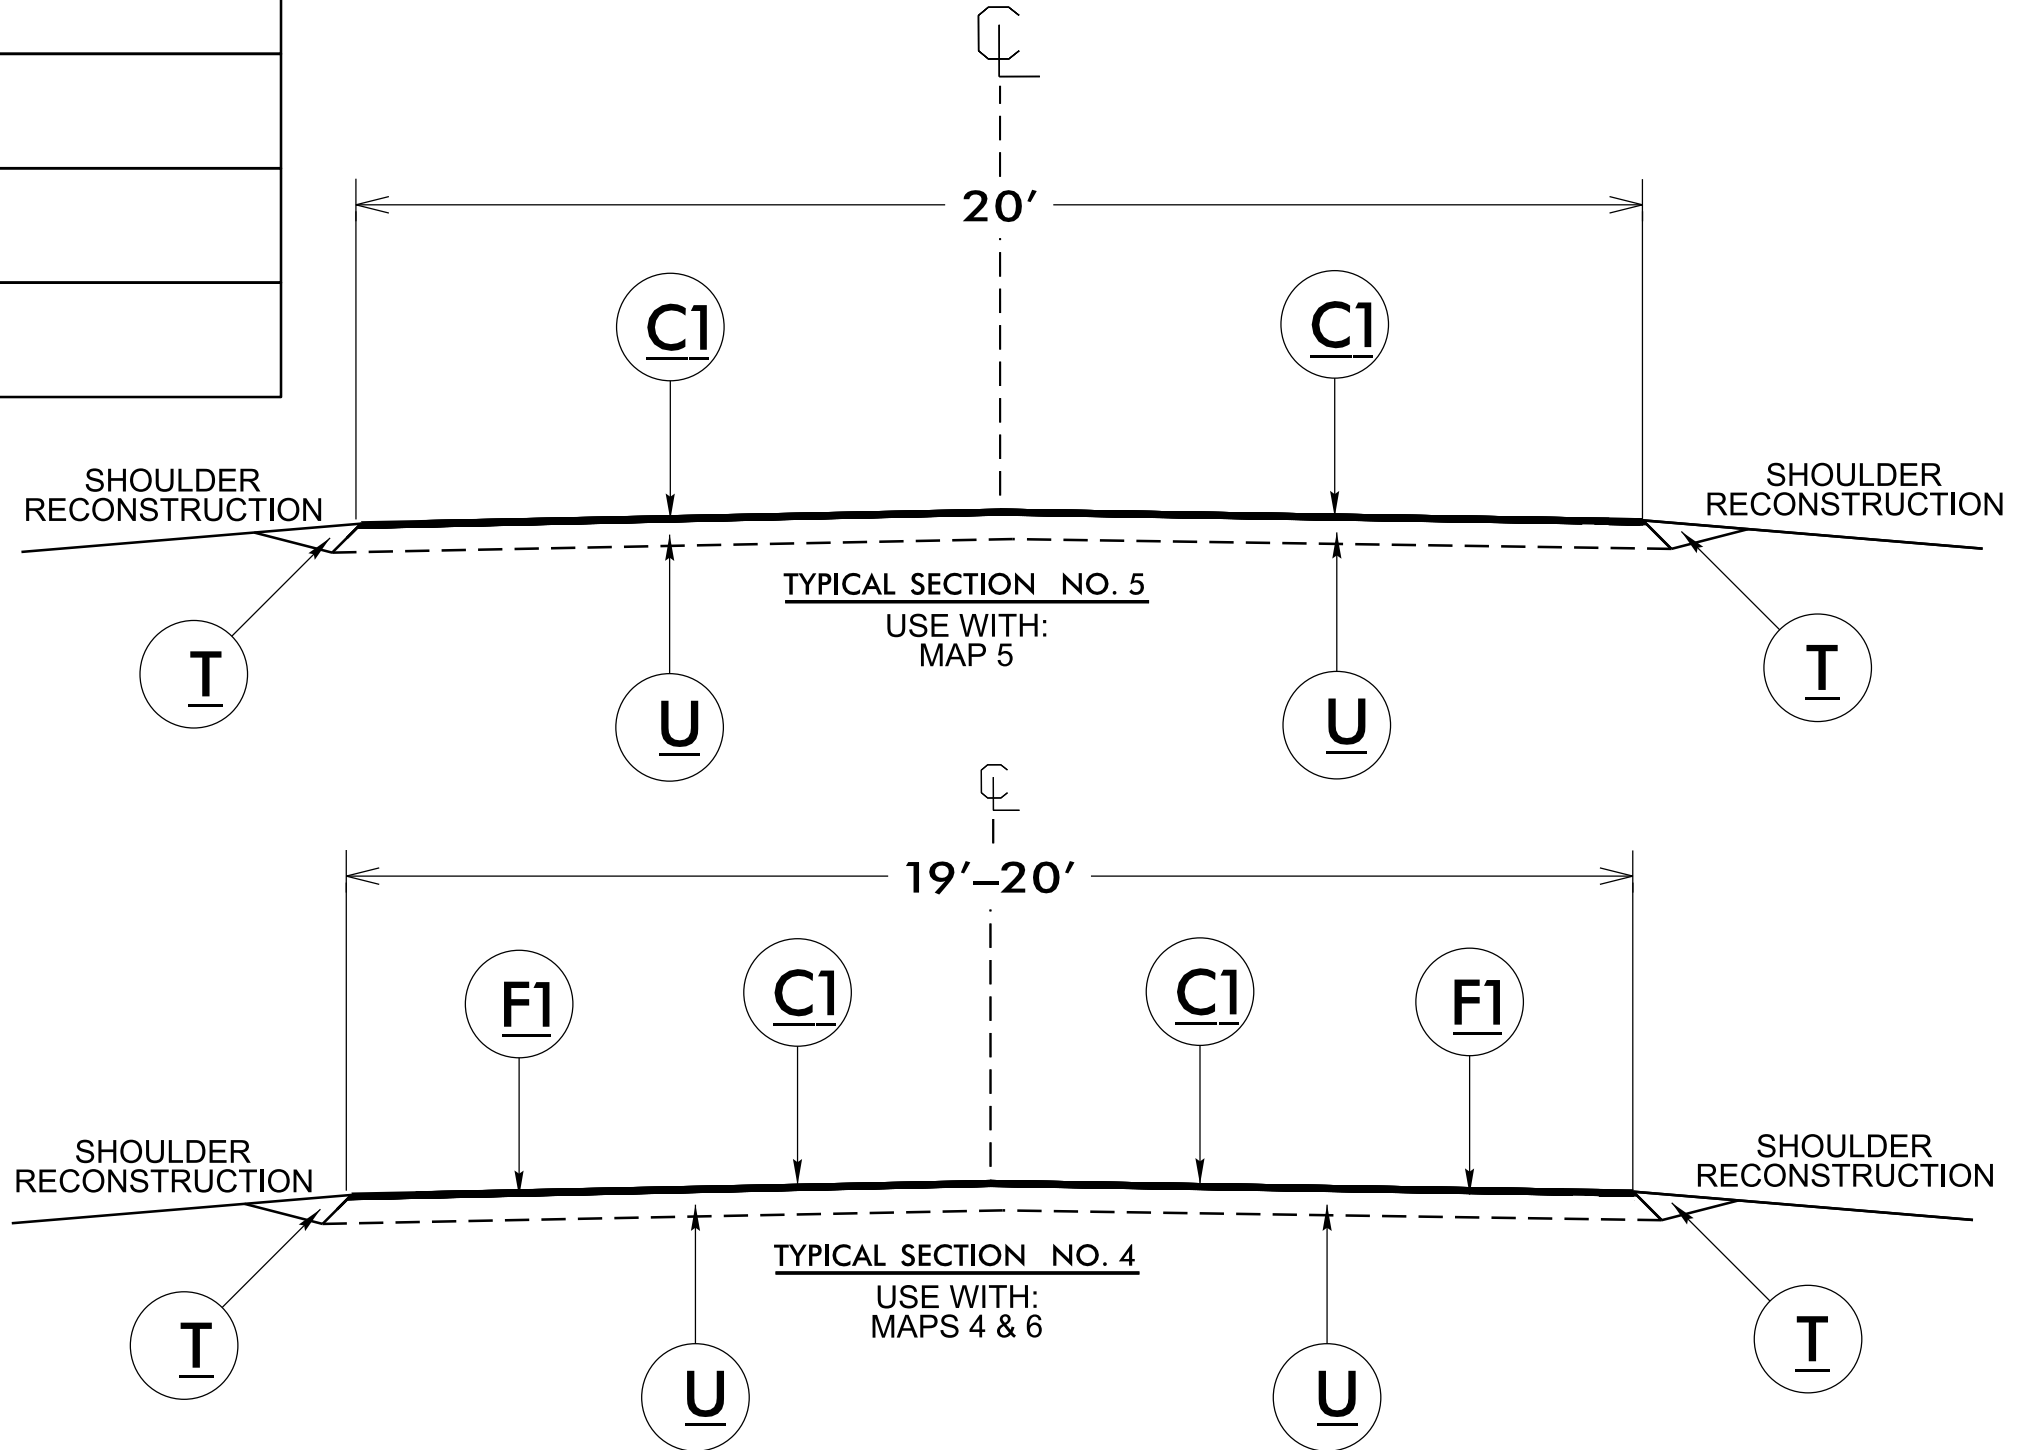 ℄
20'
C1 C1
SHOULDER
RECONSTRUCTION
SHOULDER
RECONSTRUCTION
TYPICAL SECTION NO. 5
USE WITH:
MAP 5
T T
U U
℄
19'–20'
F1 C1 C1 F1
SHOULDER
RECONSTRUCTION
SHOULDER
RECONSTRUCTION
TYPICAL SECTION NO. 4
USE WITH:
MAPS 4 & 6
T T
U U